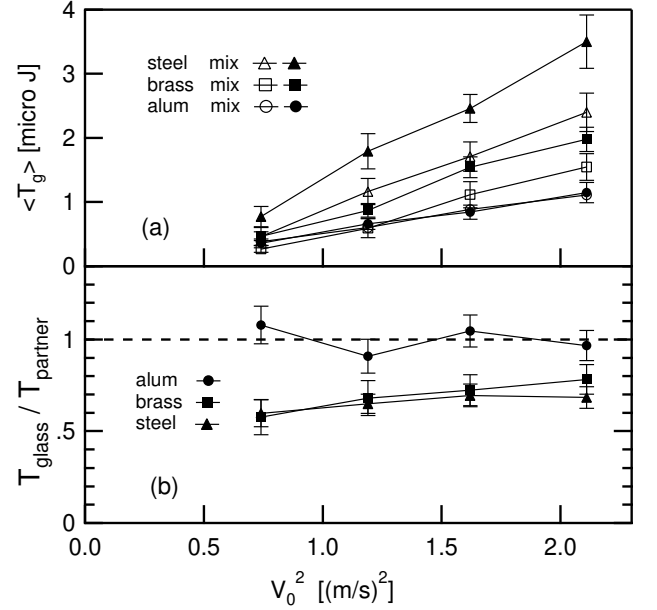 4
3
2
1
0
<T_g> [micro J]
steel mix
brass mix
alum mix
(a)
1
.5
0
T_glass / T_partner
alum
brass
steel
(b)
0.0 0.5 1.0 1.5 2.0
V_0^2 [(m/s)^2]